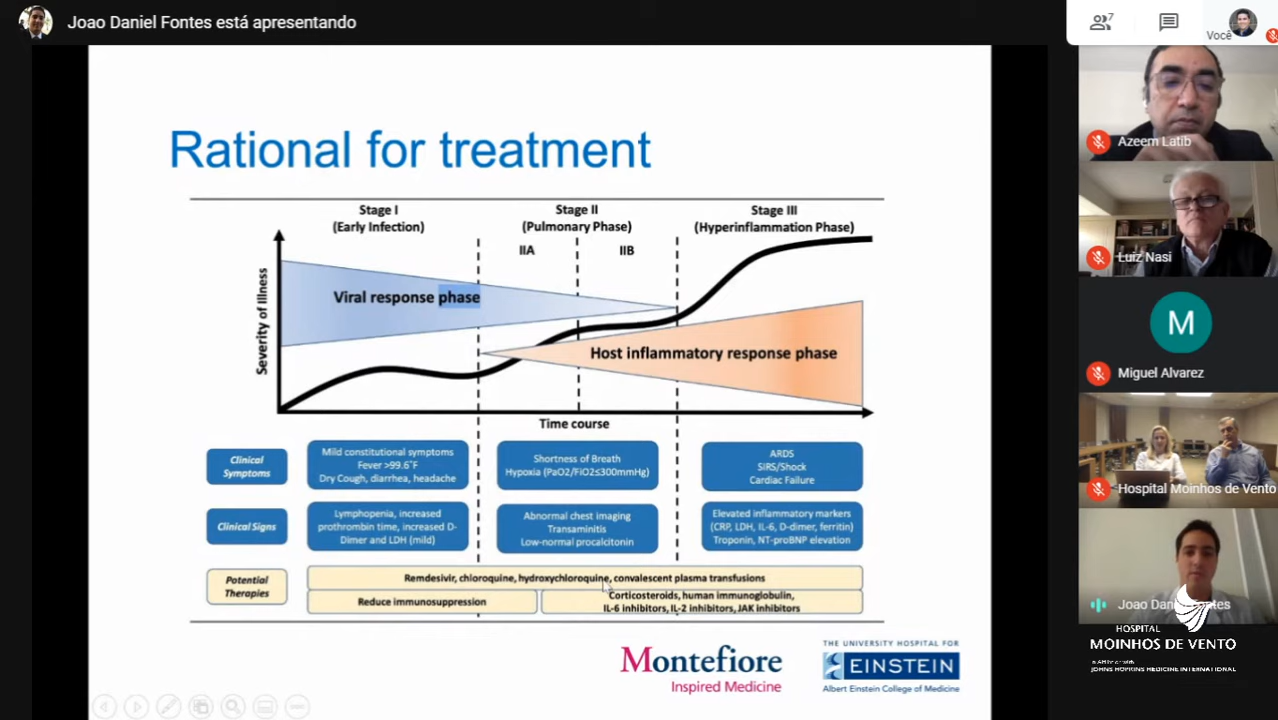 Joao Daniel Fontes está apresentando
7
Você
Rational for treatment
Stage I
(Early Infection)
Stage II
(Pulmonary Phase)
Stage III
(Hyperinflammation Phase)
IIA
IIB
Severity of Illness
Viral response phase
Host inflammatory response phase
Time course
Clinical
Symptoms
Mild constitutional symptoms
Fever >99.6°F
Dry Cough, diarrhea, headache
Shortness of Breath
Hypoxia (PaO2/FiO2≤300mmHg)
ARDS
SIRS/Shock
Cardiac Failure
Clinical Signs
Lymphopenia, increased
prothrombin time, increased D-
Dimer and LDH (mild)
Abnormal chest imaging
Transaminitis
Low-normal procalcitonin
Elevated inflammatory markers
(CRP, LDH, IL-6, D-dimer, ferritin)
Troponin, NT-proBNP elevation
Potential
Therapies
Remdesivir, chloroquine, hydroxychloroquine, convalescent plasma transfusions
Reduce immunosuppression
Corticosteroids, human immunoglobulin,
IL-6 inhibitors, IL-2 inhibitors, JAK inhibitors
Montefiore
Inspired Medicine
THE UNIVERSITY HOSPITAL FOR
EINSTEIN
Albert Einstein College of Medicine
Azeem Latib
Luiz Nasi
M
Miguel Alvarez
Hospital Moinhos de Vento
Joao Daniel Fontes
HOSPITAL
MOINHOS DE VENTO
JOHNS HOPKINS MEDICINE INTERNATIONAL